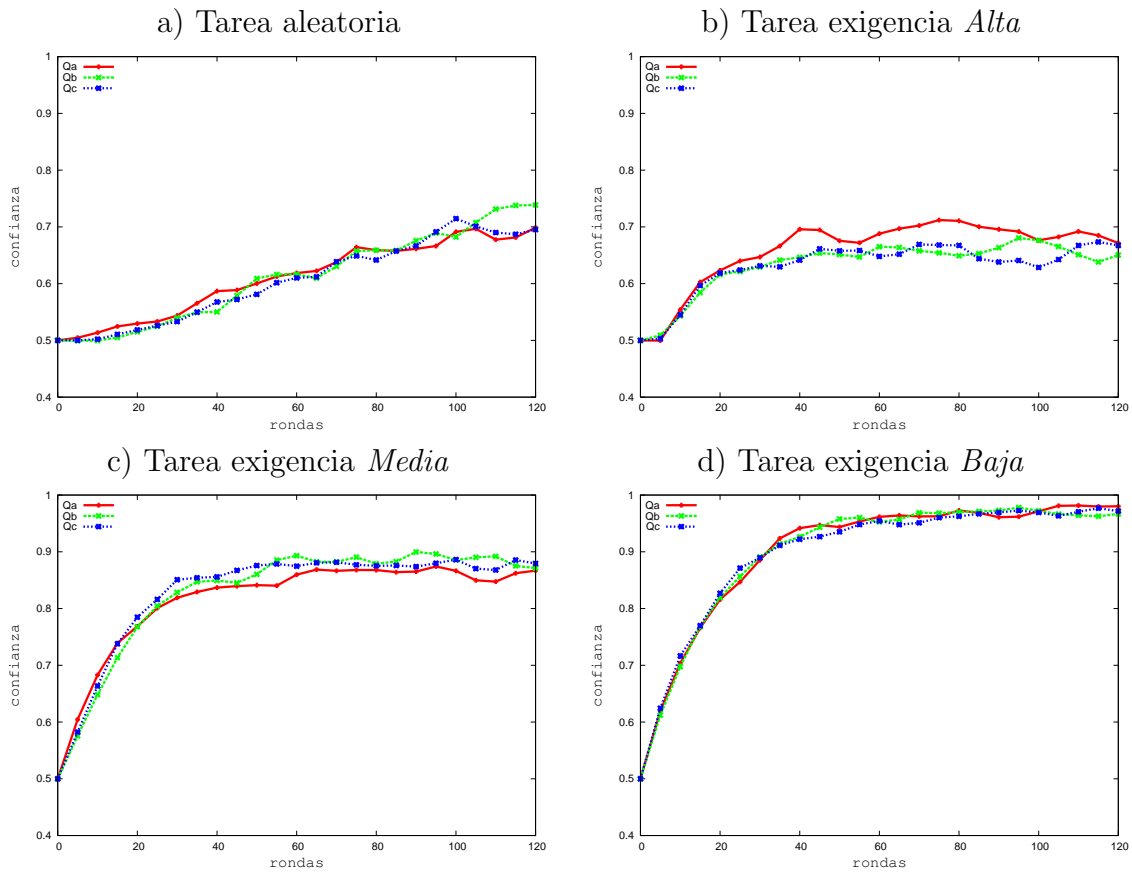 a) Tarea aleatoria
1
0.9
0.8
0.7
0.6
0.5
0.4
0 20 40 60 80 100 120
confianza
rondas
Qa
Qb
Qc
b) Tarea exigencia Alta
1
0.9
0.8
0.7
0.6
0.5
0.4
0 20 40 60 80 100 120
confianza
rondas
Qa
Qb
Qc
c) Tarea exigencia Media
1
0.9
0.8
0.7
0.6
0.5
0.4
0 20 40 60 80 100 120
confianza
rondas
Qa
Qb
Qc
d) Tarea exigencia Baja
1
0.9
0.8
0.7
0.6
0.5
0.4
0 20 40 60 80 100 120
confianza
rondas
Qa
Qb
Qc